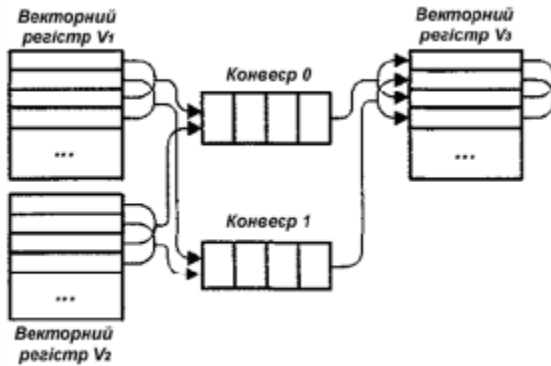 Векторний
регістр V1
Векторний
регістр V3
Конвеєр 0
...
...
Конвеєр 1
...
Векторний
регістр V2